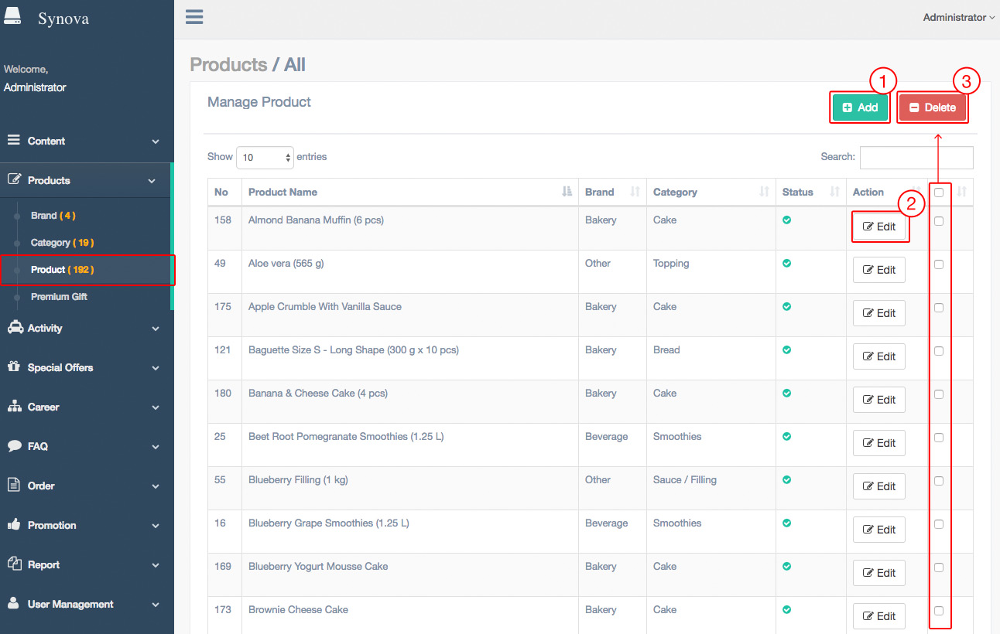 Synova
Administrator
Welcome,
Administrator
Content
Products
Brand ( 4 )
Category ( 19 )
Product ( 192 )
Premium Gift
Activity
Special Offers
Career
FAQ
Order
Promotion
Report
User Management
Products / All
Manage Product
1
Add
3
Delete
Show 10 entries
Search:
No Product Name Brand Category Status Action
2
158 Almond Banana Muffin (6 pcs) Bakery Cake Edit
49 Aloe vera (565 g) Other Topping Edit
175 Apple Crumble With Vanilla Sauce Bakery Cake Edit
121 Baguette Size S - Long Shape (300 g x 10 pcs) Bakery Bread Edit
180 Banana & Cheese Cake (4 pcs) Bakery Cake Edit
25 Beet Root Pomegranate Smoothies (1.25 L) Beverage Smoothies Edit
55 Blueberry Filling (1 kg) Other Sauce / Filling Edit
16 Blueberry Grape Smoothies (1.25 L) Beverage Smoothies Edit
169 Blueberry Yogurt Mousse Cake Bakery Cake Edit
173 Brownie Cheese Cake Bakery Cake Edit